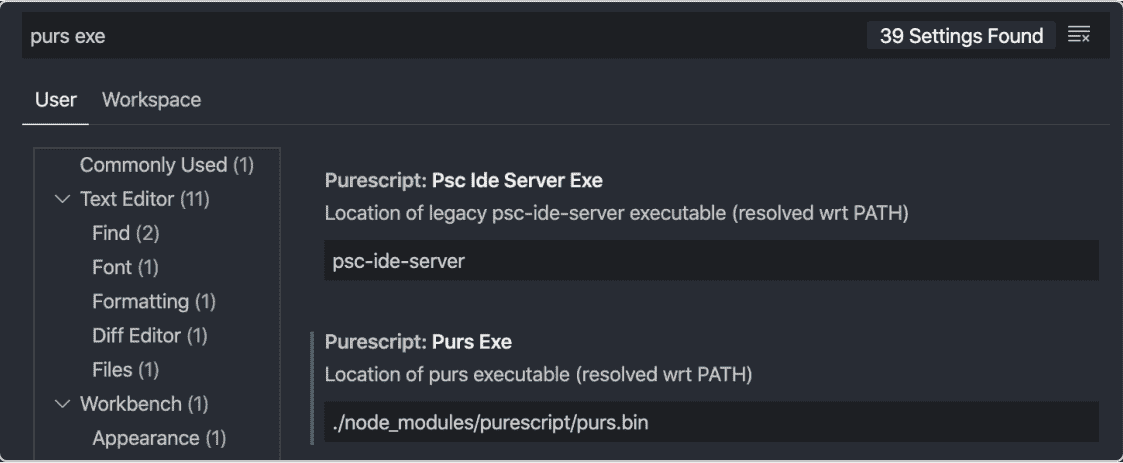 purs exe
39 Settings Found
User Workspace
Commonly Used (1)
Text Editor (11)
Find (2)
Font (1)
Formatting (1)
Diff Editor (1)
Files (1)
Workbench (1)
Appearance (1)
Purescript: Psc Ide Server Exe
Location of legacy psc-ide-server executable (resolved wrt PATH)
psc-ide-server
Purescript: Purs Exe
Location of purs executable (resolved wrt PATH)
./node_modules/purescript/purs.bin